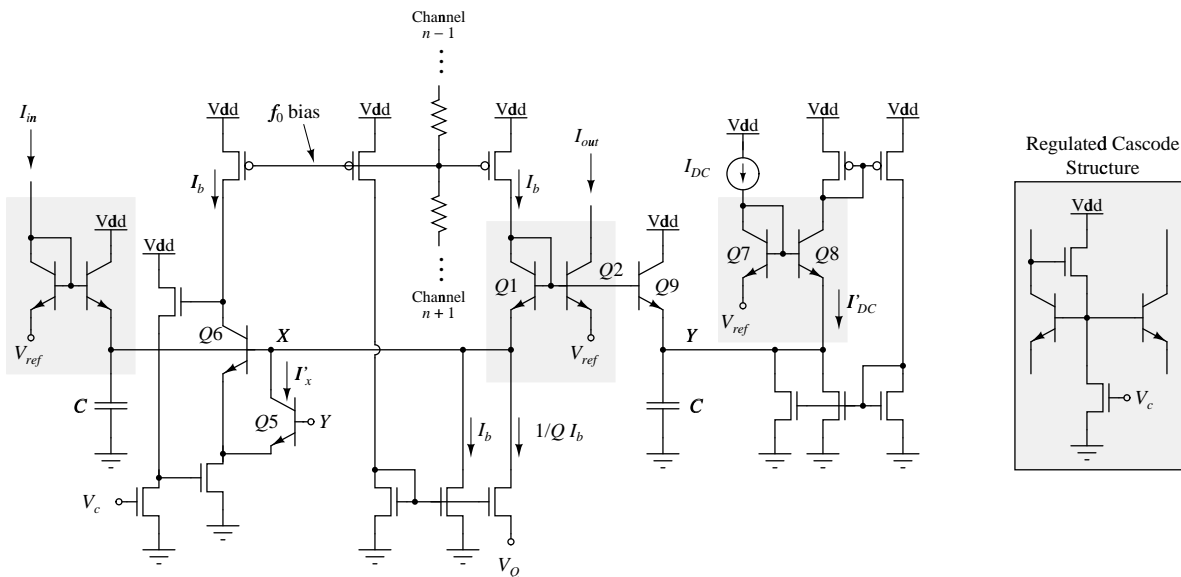 Channel
n – 1
Vdd
Vdd
Vdd
Vdd
Vdd
I_in
f_0 bias
I_out
Vdd
I_DC
I_b
I_b
Vdd
Vdd
Vdd
Q1
Q2
Q9
Q7
Q8
Channel
n + 1
V_ref
Q6
X
V_ref
V_ref
I'_DC
Y
C
I'_x
Q5
Y
I_b
1/Q I_b
C
V_c
V_O
Regulated Cascode
Structure
Vdd
V_c